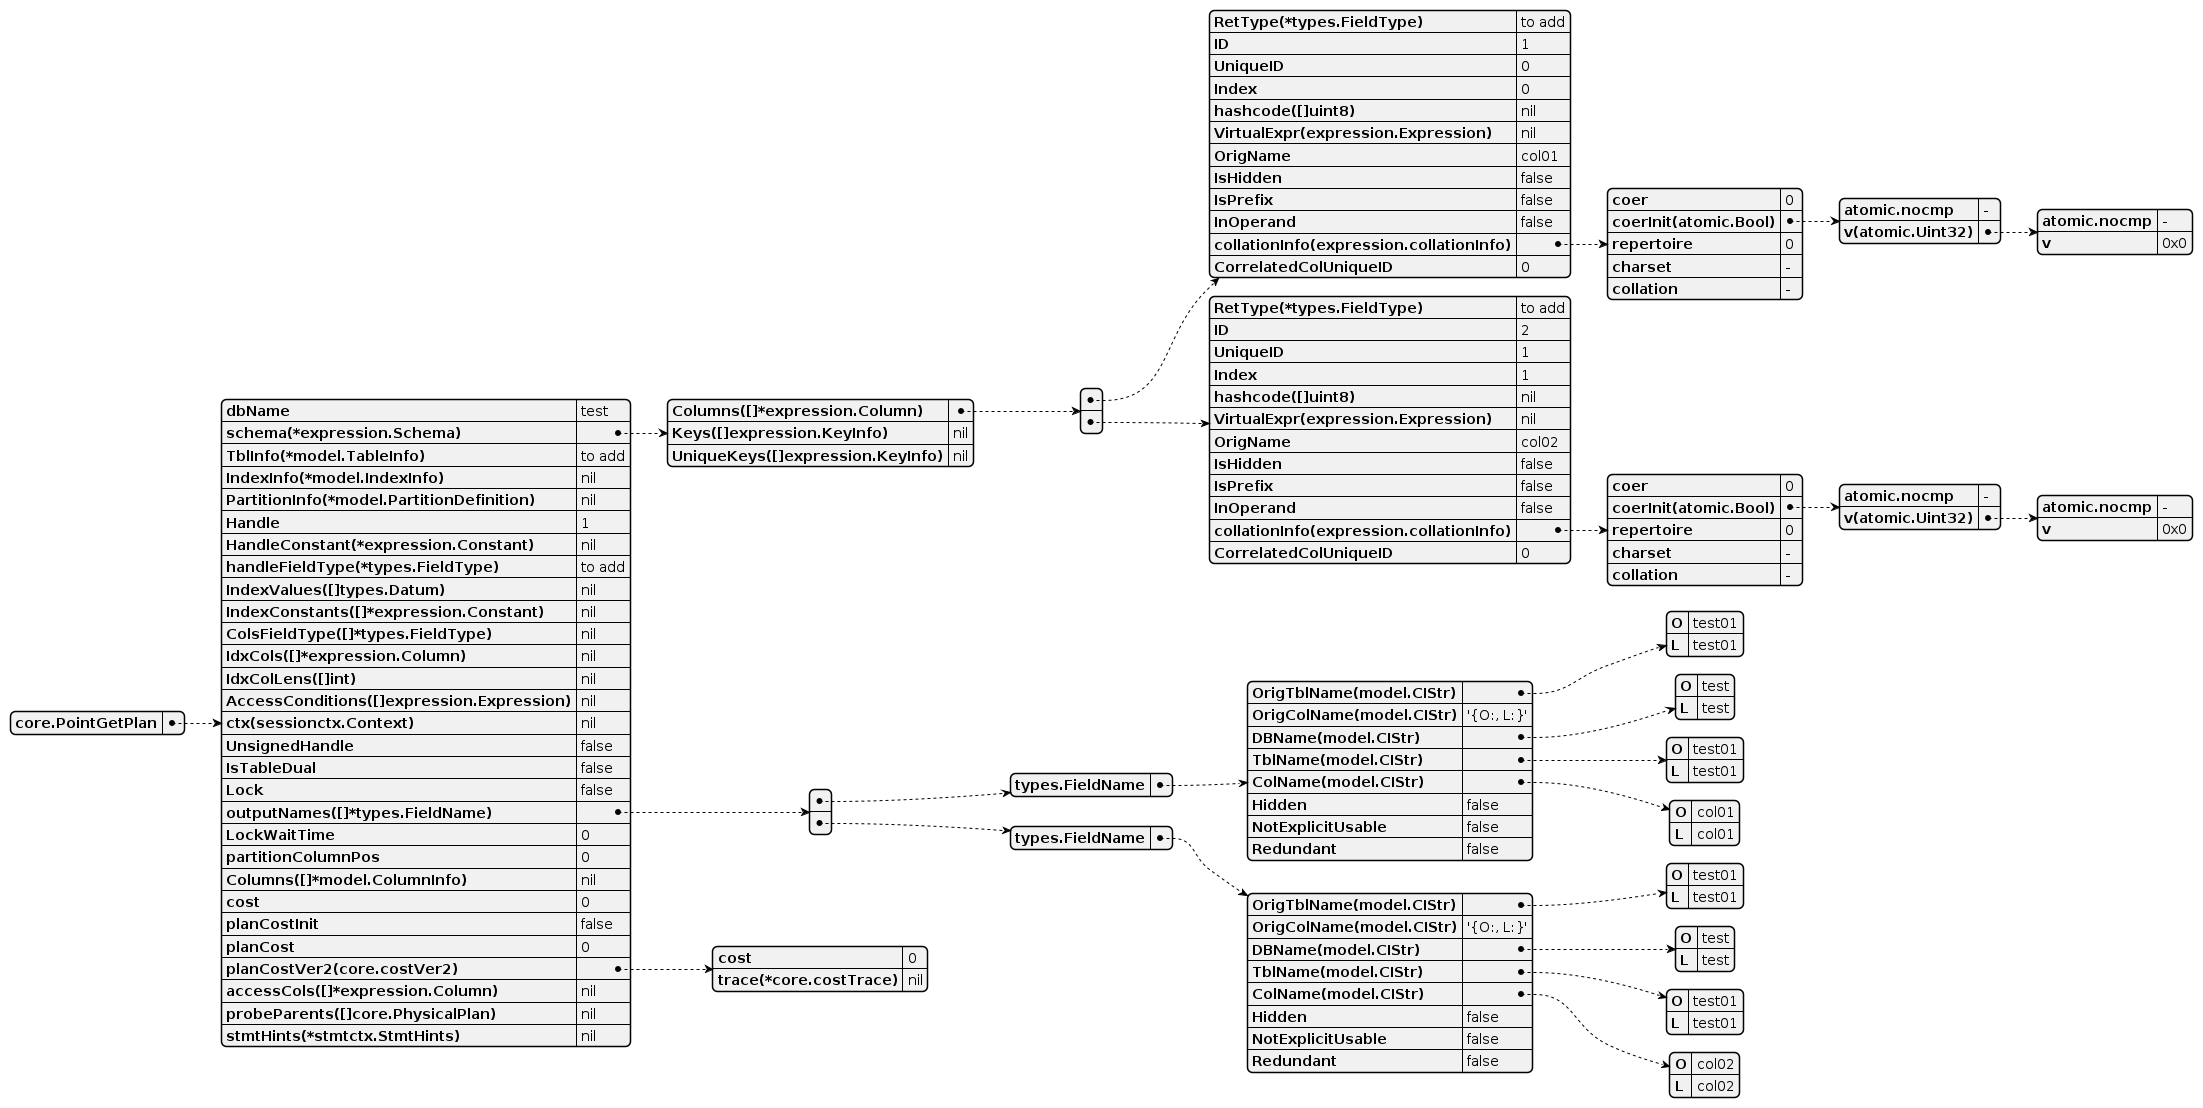 core.PointGetPlan
dbName test
schema(*expression.Schema)
TblInfo(*model.TableInfo) to add
IndexInfo(*model.IndexInfo) nil
PartitionInfo(*model.PartitionDefinition) nil
Handle 1
HandleConstant(*expression.Constant) nil
handleFieldType(*types.FieldType) to add
IndexValues([]types.Datum) nil
IndexConstants([]*expression.Constant) nil
ColsFieldType([]*types.FieldType) nil
IdxCols([]*expression.Column) nil
IdxColLens([]int) nil
AccessConditions([]expression.Expression) nil
ctx(sessionctx.Context) nil
UnsignedHandle false
IsTableDual false
Lock false
outputNames([]*types.FieldName)
LockWaitTime 0
partitionColumnPos 0
Columns([]*model.ColumnInfo) nil
cost 0
planCostInit false
planCost 0
planCostVer2(core.costVer2)
accessCols([]*expression.Column) nil
probeParents([]core.PhysicalPlan) nil
stmtHints(*stmtctx.StmtHints) nil
Columns([]*expression.Column)
Keys([]expression.KeyInfo) nil
UniqueKeys([]expression.KeyInfo) nil
RetType(*types.FieldType) to add
ID 1
UniqueID 0
Index 0
hashcode([]uint8) nil
VirtualExpr(expression.Expression) nil
OrigName col01
IsHidden false
IsPrefix false
InOperand false
collationInfo(expression.collationInfo)
CorrelatedColUniqueID 0
coer 0
coerInit(atomic.Bool)
repertoire 0
charset -
collation -
atomic.nocmp -
v(atomic.Uint32)
atomic.nocmp -
v 0x0
RetType(*types.FieldType) to add
ID 2
UniqueID 1
Index 1
hashcode([]uint8) nil
VirtualExpr(expression.Expression) nil
OrigName col02
IsHidden false
IsPrefix false
InOperand false
collationInfo(expression.collationInfo)
CorrelatedColUniqueID 0
coer 0
coerInit(atomic.Bool)
repertoire 0
charset -
collation -
atomic.nocmp -
v(atomic.Uint32)
atomic.nocmp -
v 0x0
types.FieldName
OrigTblName(model.CIStr)
OrigColName(model.CIStr) '{O:, L: }'
DBName(model.CIStr)
TblName(model.CIStr)
ColName(model.CIStr)
Hidden false
NotExplicitUsable false
Redundant false
O test01
L test01
O test
L test
O test01
L test01
O col01
L col01
types.FieldName
OrigTblName(model.CIStr)
OrigColName(model.CIStr) '{O:, L: }'
DBName(model.CIStr)
TblName(model.CIStr)
ColName(model.CIStr)
Hidden false
NotExplicitUsable false
Redundant false
O test01
L test01
O test
L test
O test01
L test01
O col02
L col02
cost 0
trace(*core.costTrace) nil